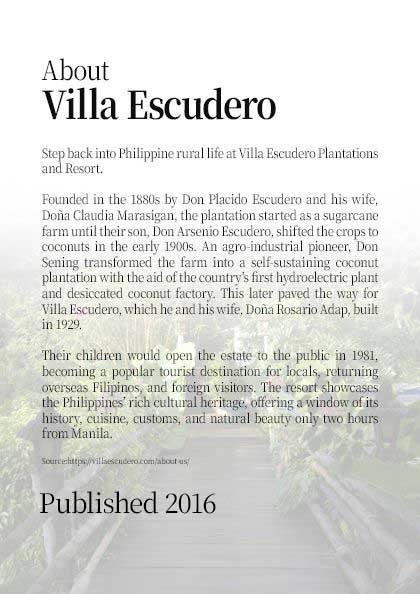 About
Villa Escudero
Step back into Philippine rural life at Villa Escudero Plantations
and Resort.
Founded in the 1880s by Don Placido Escudero and his wife,
Doña Claudia Marasigan, the plantation started as a sugarcane
farm until their son, Don Arsenio Escudero, shifted the crops to
coconuts in the early 1900s. An agro-industrial pioneer, Don
Sening transformed the farm into a self-sustaining coconut
plantation with the aid of the country's first hydroelectric plant
and desiccated coconut factory. This later paved the way for
Villa Escudero, which he and his wife, Doña Rosario Adap, built
in 1929.
Their children would open the estate to the public in 1981,
becoming a popular tourist destination for locals, returning
overseas Filipinos, and foreign visitors. The resort showcases
the Philippines' rich cultural heritage, offering a window of its
history, cuisine, customs, and natural beauty only two hours
from Manila.
Source:https://villaescudero.com/about-us/
Published 2016